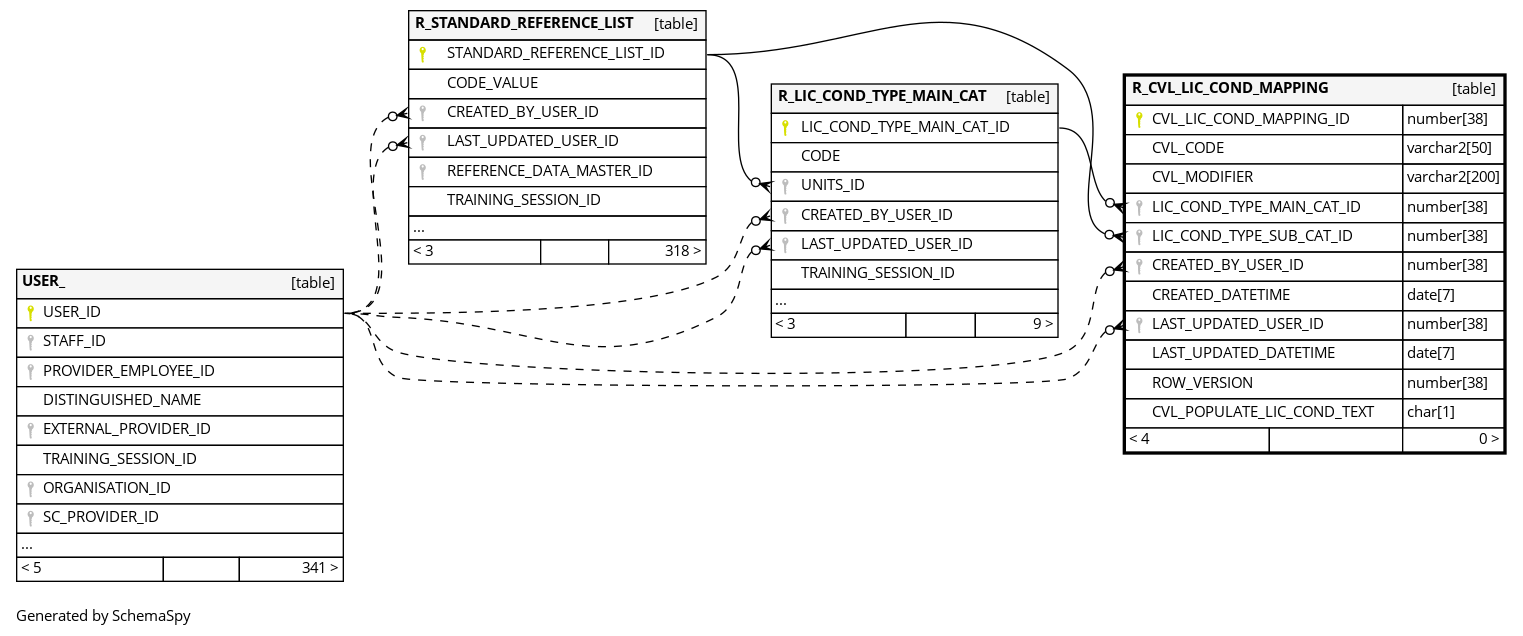 R_STANDARD_REFERENCE_LIST [table]
STANDARD_REFERENCE_LIST_ID
CODE_VALUE
CREATED_BY_USER_ID
LAST_UPDATED_USER_ID
REFERENCE_DATA_MASTER_ID
TRAINING_SESSION_ID
...
< 3 318 >
R_LIC_COND_TYPE_MAIN_CAT [table]
LIC_COND_TYPE_MAIN_CAT_ID
CODE
UNITS_ID
CREATED_BY_USER_ID
LAST_UPDATED_USER_ID
TRAINING_SESSION_ID
...
< 3 9 >
R_CVL_LIC_COND_MAPPING [table]
CVL_LIC_COND_MAPPING_ID number[38]
CVL_CODE varchar2[50]
CVL_MODIFIER varchar2[200]
LIC_COND_TYPE_MAIN_CAT_ID number[38]
LIC_COND_TYPE_SUB_CAT_ID number[38]
CREATED_BY_USER_ID number[38]
CREATED_DATETIME date[7]
LAST_UPDATED_USER_ID number[38]
LAST_UPDATED_DATETIME date[7]
ROW_VERSION number[38]
CVL_POPULATE_LIC_COND_TEXT char[1]
< 4 0 >
USER_ [table]
USER_ID
STAFF_ID
PROVIDER_EMPLOYEE_ID
DISTINGUISHED_NAME
EXTERNAL_PROVIDER_ID
TRAINING_SESSION_ID
ORGANISATION_ID
SC_PROVIDER_ID
...
< 5 341 >
Generated by SchemaSpy